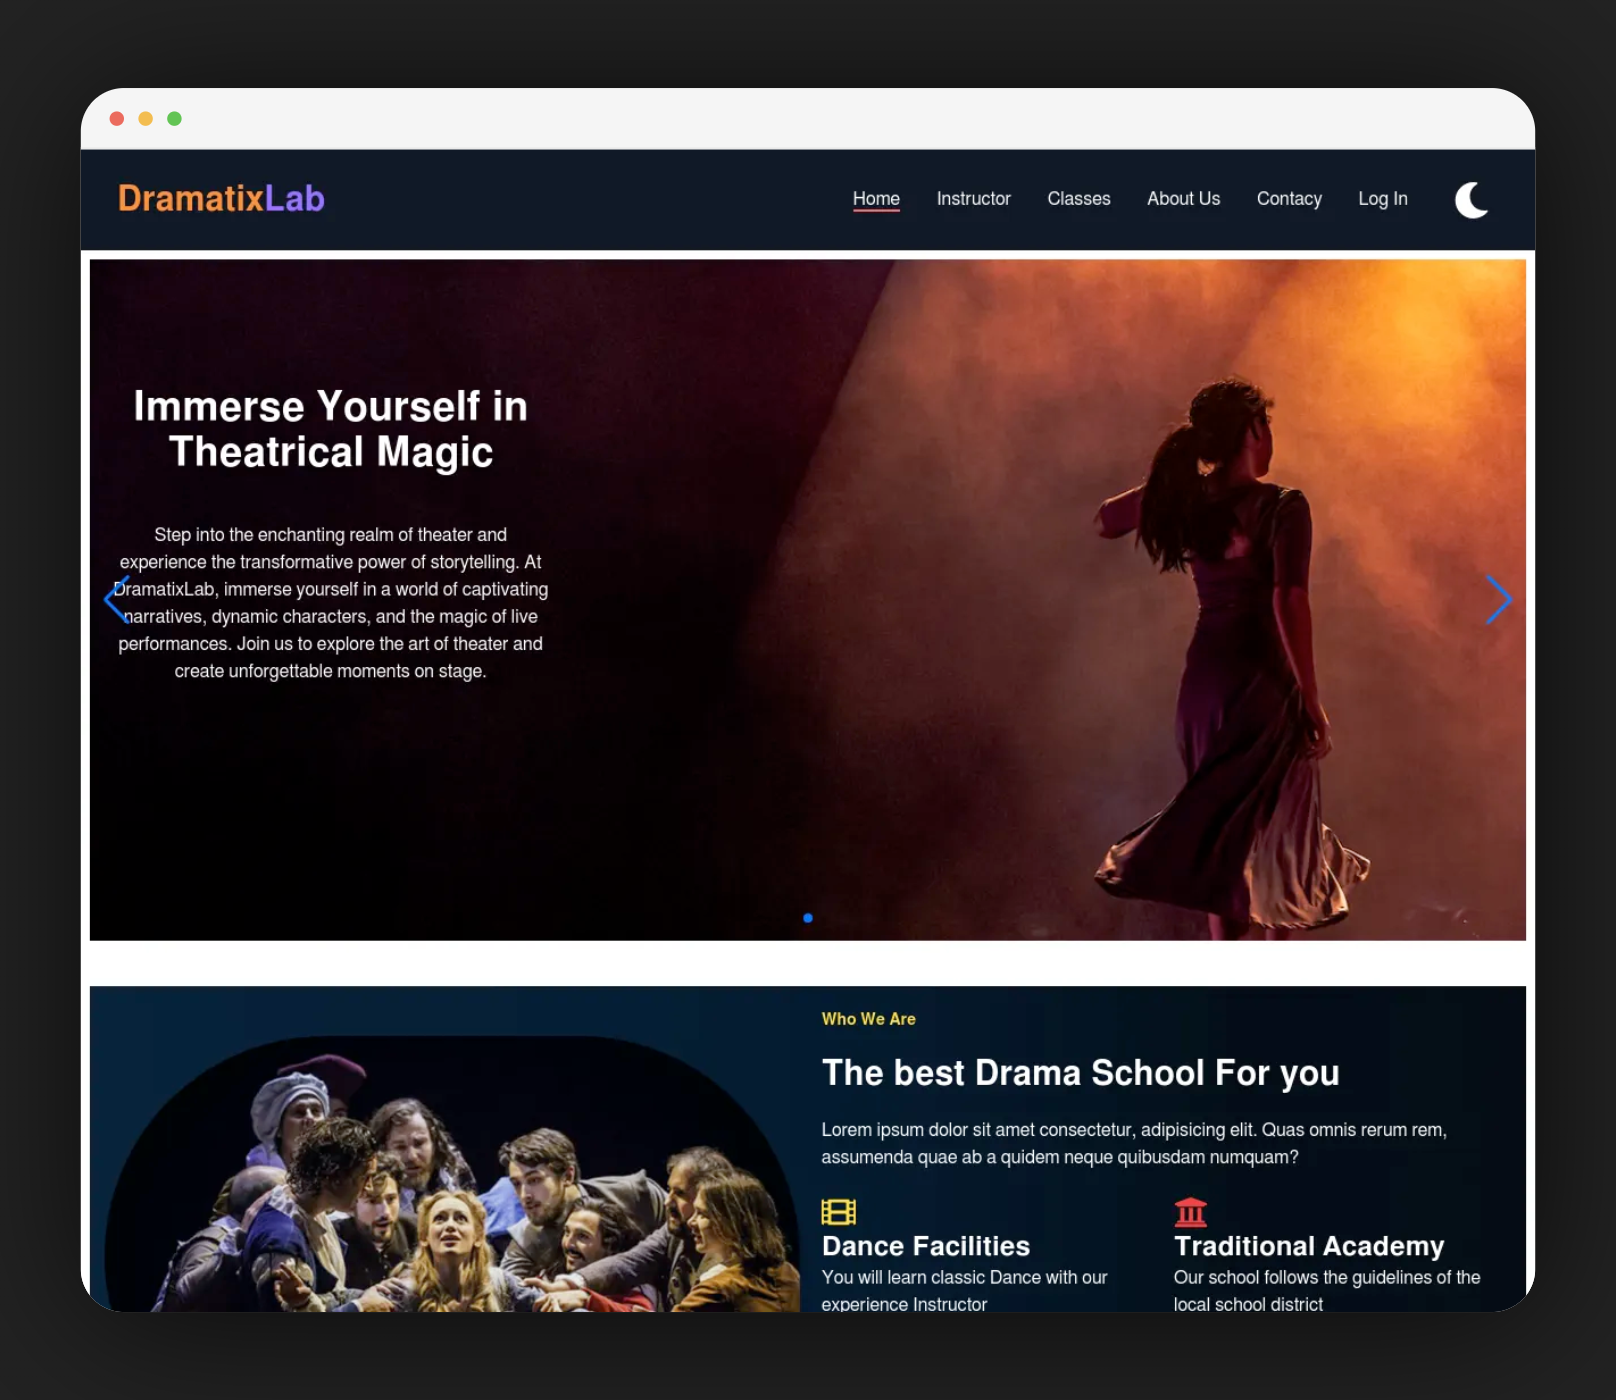 DramatixLab
Home Instructor Classes About Us Contacy Log In
Immerse Yourself in
Theatrical Magic
Step into the enchanting realm of theater and
experience the transformative power of storytelling. At
DramatixLab, immerse yourself in a world of captivating
narratives, dynamic characters, and the magic of live
performances. Join us to explore the art of theater and
create unforgettable moments on stage.
Who We Are
The best Drama School For you
Lorem ipsum dolor sit amet consectetur, adipisicing elit. Quas omnis rerum rem,
assumenda quae ab a quidem neque quibusdam numquam?
Dance Facilities
You will learn classic Dance with our
experience Instructor
Traditional Academy
Our school follows the guidelines of the
local school district